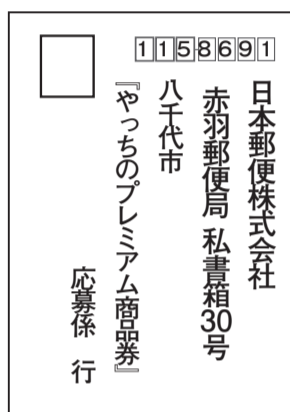 1158691
日本郵便株式会社
赤羽郵便局 私書箱30号
八千代市
『やっちのプレミアム商品券』
応募係 行